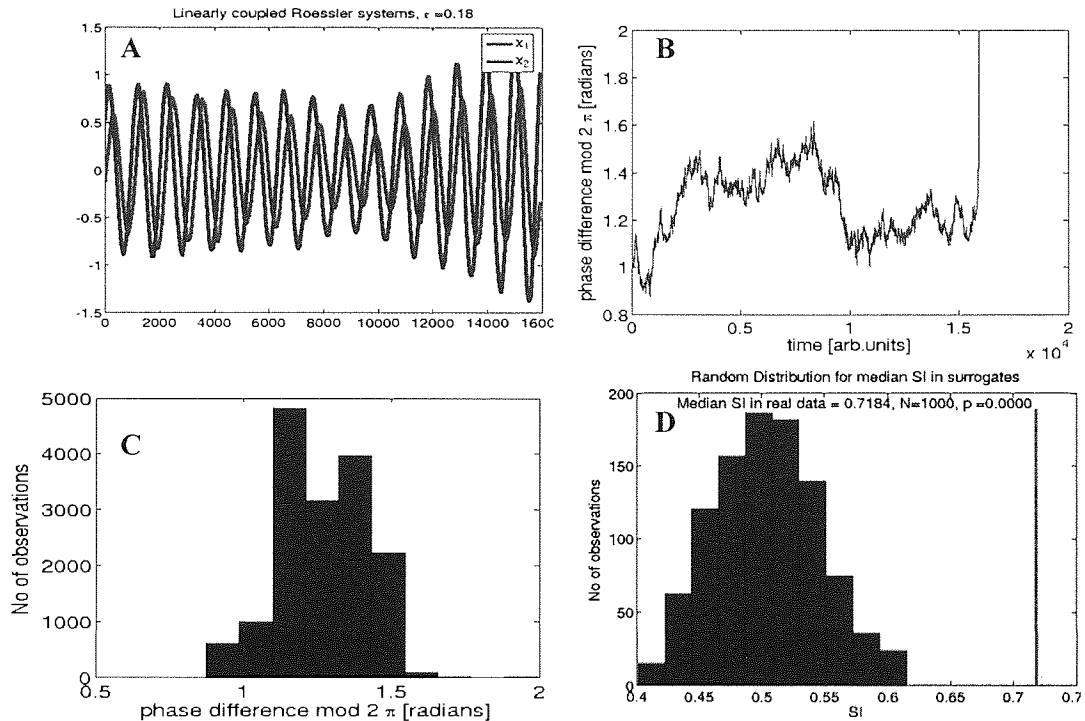 Linearly coupled Roessler systems, ε =0.18
A
x₁
x₂
1.5
1
0.5
0
-0.5
-1
-1.5
0 2000 4000 6000 8000 10000 12000 14000 1600
B
phase difference mod 2 π [radians]
2
1.8
1.6
1.4
1.2
1
0.8
0 0.5 1 1.5 2
time [arb.units]
x 10⁴
C
No of observations
5000
4000
3000
2000
1000
0
0.5 1 1.5 2
phase difference mod 2 π [radians]
Random Distribution for median SI in surrogates
Median SI in real data = 0.7184, N=1000, p =0.0000
D
No of observations
200
150
100
50
0
0.4 0.45 0.5 0.55 0.6 0.65 0.7 0.7
SI